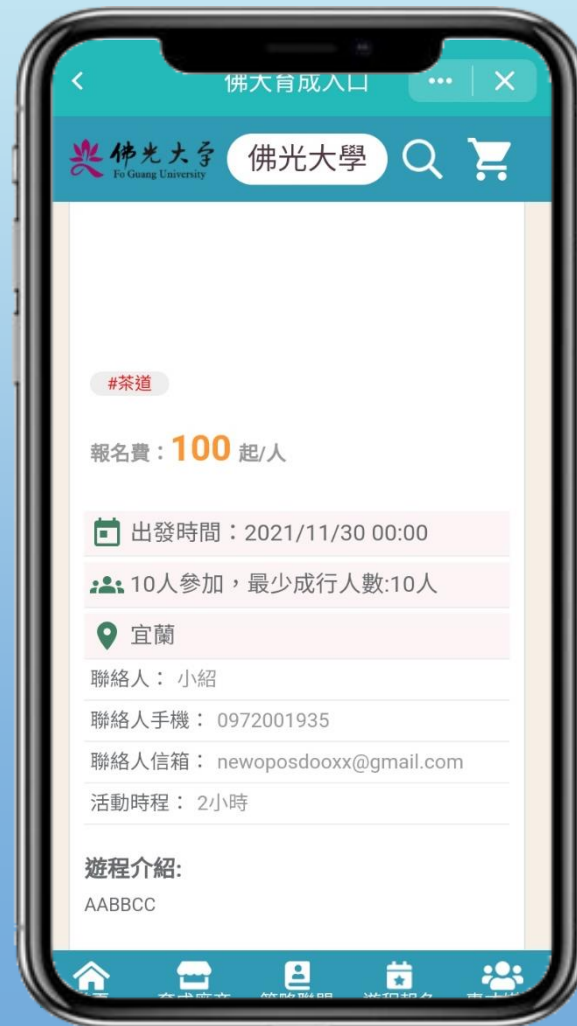 佛大育成入口
佛光大学
Fo Guang University
佛光大學
#茶道
報名費：100 起/人
出發時間：2021/11/30 00:00
10人參加，最少成行人數:10人
宜蘭
聯絡人： 小紹
聯絡人手機： 0972001935
聯絡人信箱： newoposdooxx@gmail.com
活動時程： 2小時
遊程介紹:
AABBCC